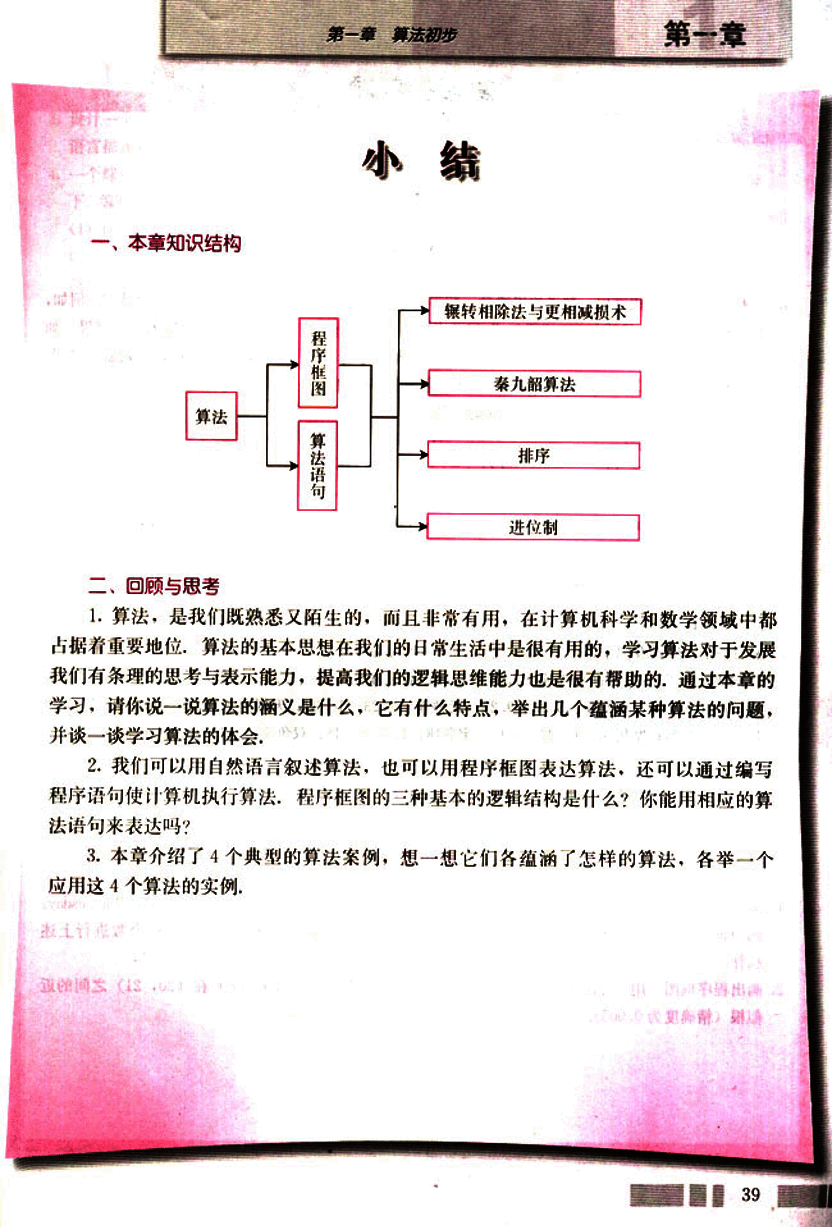 第一章 算法初步
第一章
小 结
一、本章知识结构
算法
程序框图
算法语句
辗转相除法与更相减损术
秦九韶算法
排序
进位制
二、回顾与思考
1. 算法，是我们既熟悉又陌生的，而且非常有用，在计算机科学和数学领域中都
占据着重要地位. 算法的基本思想在我们的日常生活中是很有用的，学习算法对于发展
我们有条理的思考与表示能力，提高我们的逻辑思维能力也是很有帮助的. 通过本章的
学习，请你说一说算法的涵义是什么，它有什么特点，举出几个蕴涵某种算法的问题，
并谈一谈学习算法的体会.
2. 我们可以用自然语言叙述算法，也可以用程序框图表达算法，还可以通过编写
程序语句使计算机执行算法. 程序框图的三种基本的逻辑结构是什么？你能用相应的算
法语句来表达吗？
3. 本章介绍了 4 个典型的算法案例，想一想它们各蕴涵了怎样的算法，各举一个
应用这 4 个算法的实例.
39